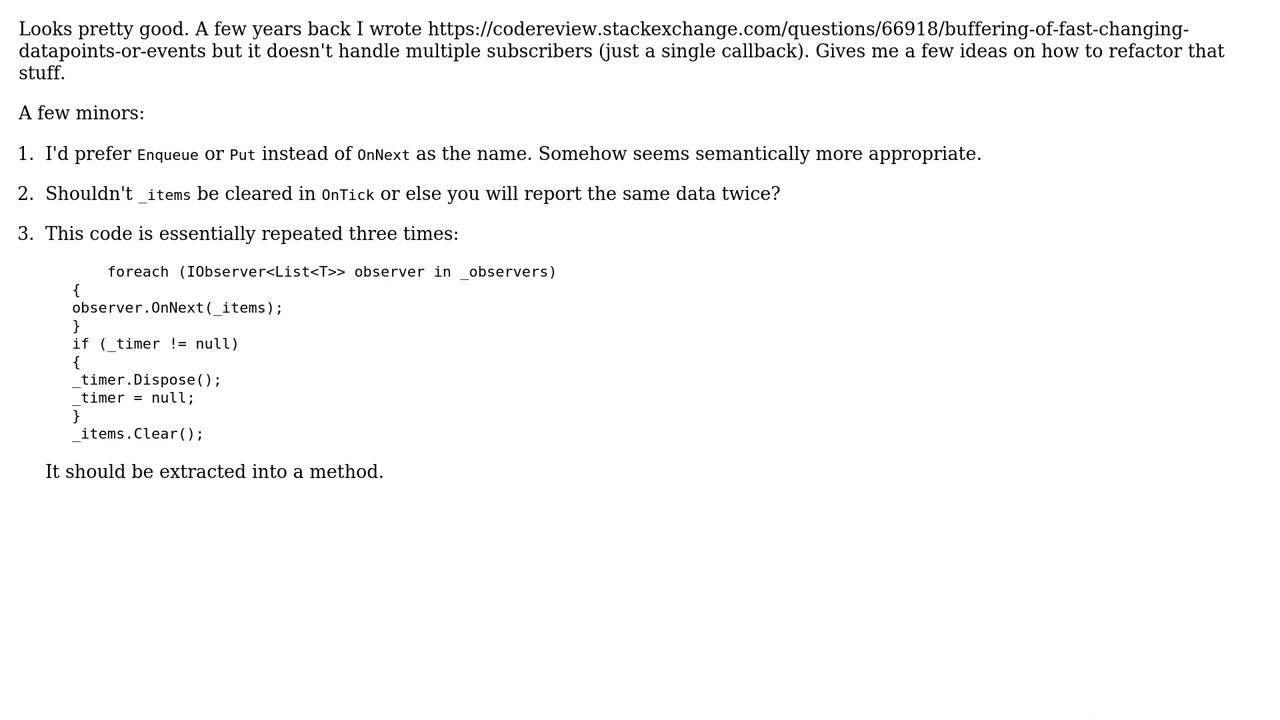 Looks pretty good. A few years back I wrote https://codereview.stackexchange.com/questions/66918/buffering-of-fast-changing-
datapoints-or-events but it doesn't handle multiple subscribers (just a single callback). Gives me a few ideas on how to refactor that
stuff.
A few minors:
1. I'd prefer Enqueue or Put instead of OnNext as the name. Somehow seems semantically more appropriate.
2. Shouldn't _items be cleared in OnTick or else you will report the same data twice?
3. This code is essentially repeated three times:
foreach (IObserver<List<T>> observer in _observers)
{
observer.OnNext(_items);
}
if (_timer != null)
{
_timer.Dispose();
_timer = null;
}
_items.Clear();
It should be extracted into a method.